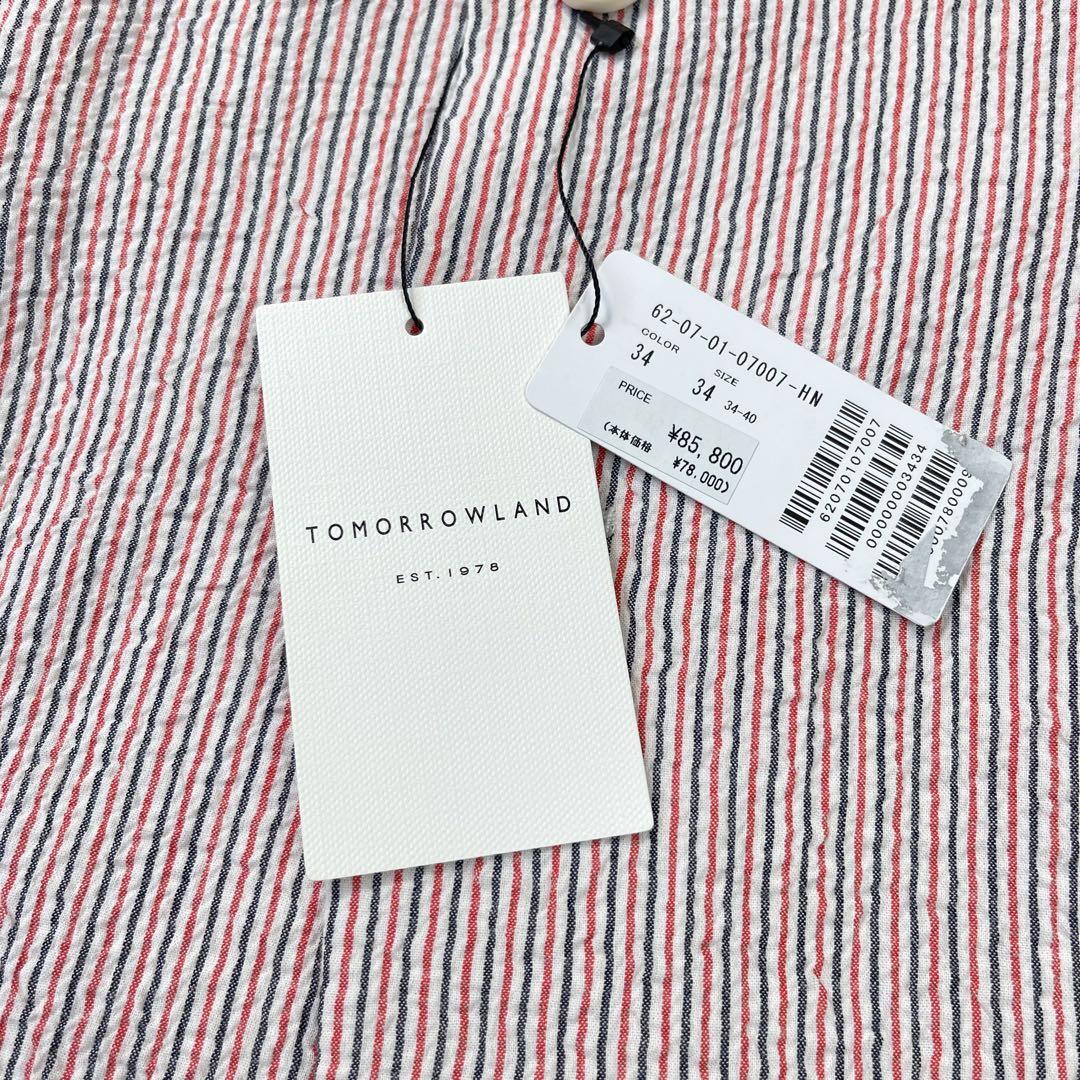 TOMORROWLAND
EST. 1978
62-07-01-07007-HN
COLOR
34
SIZE
34 34-40
PRICE
¥85,800
(本体価格 ¥78,000)
62070107007
00000003434